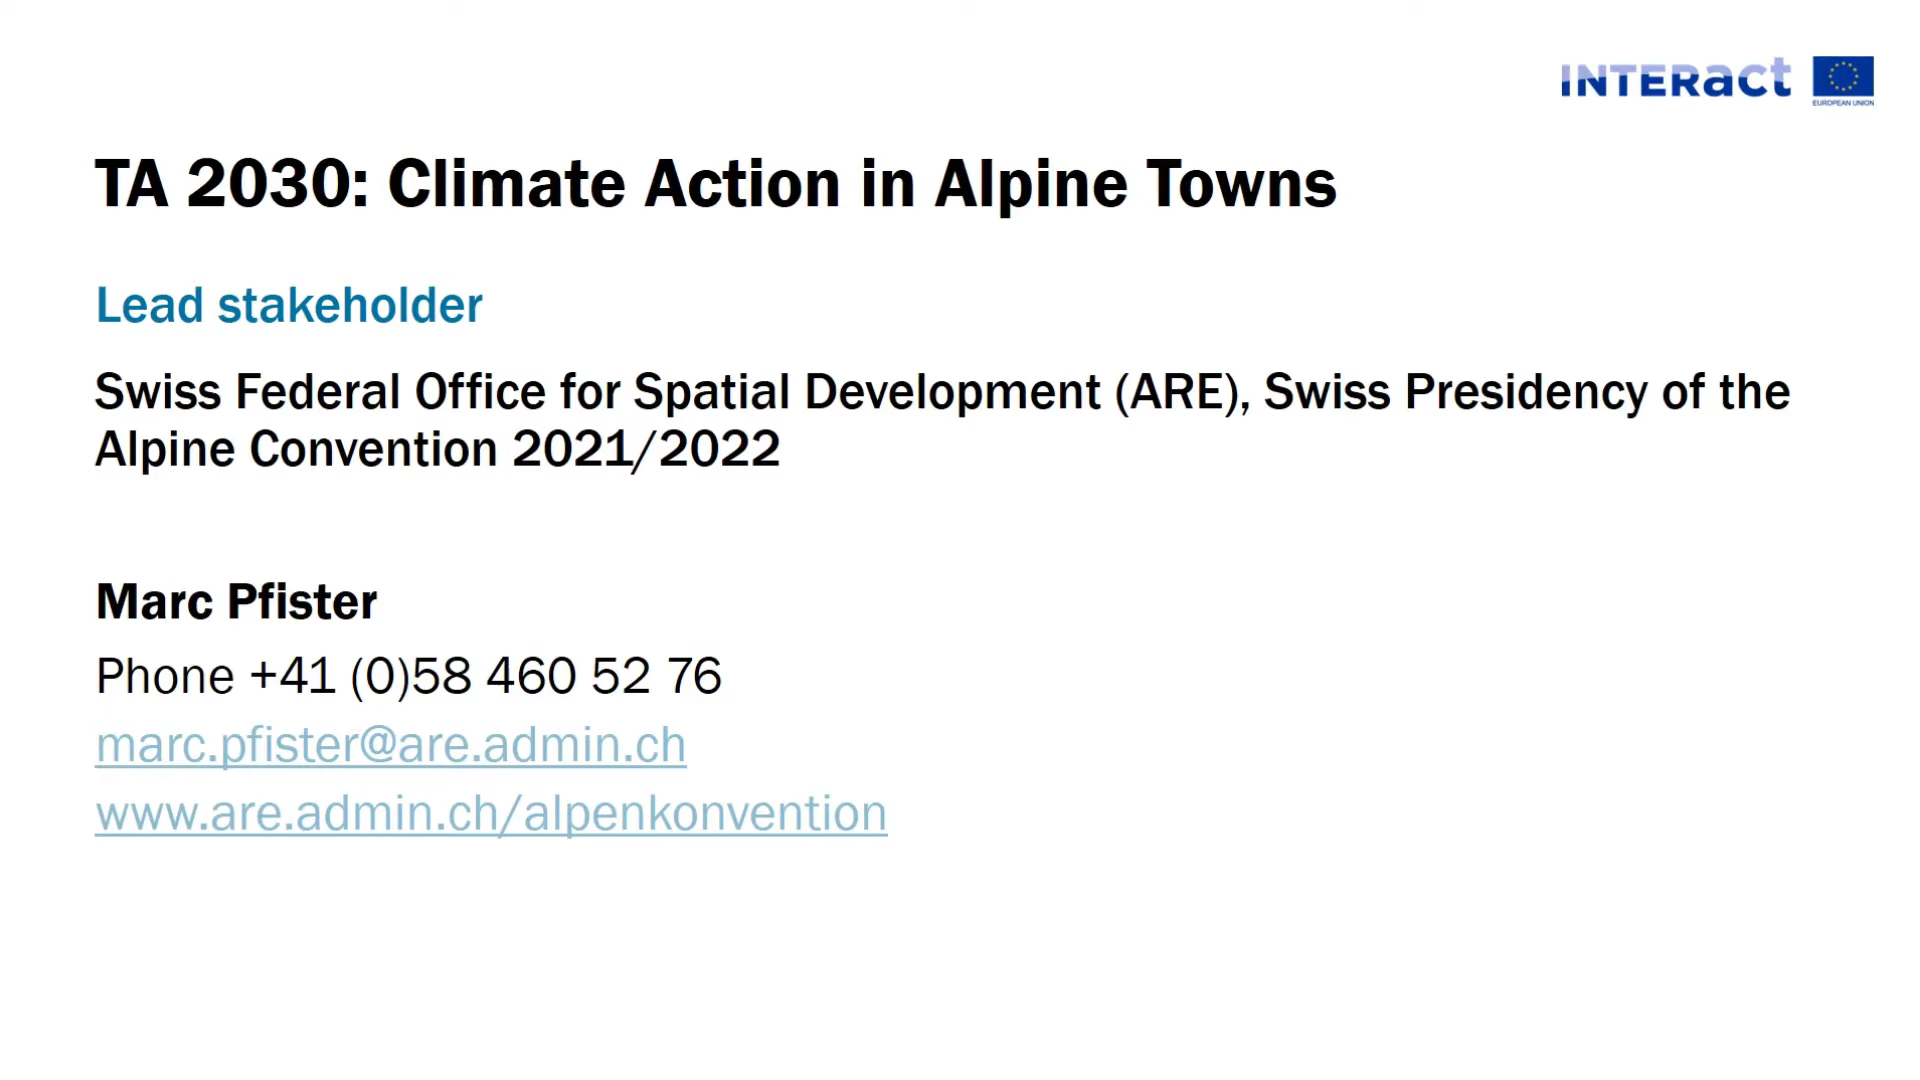 INTERact
EUROPEAN UNION
TA 2030: Climate Action in Alpine Towns
Lead stakeholder
Swiss Federal Office for Spatial Development (ARE), Swiss Presidency of the
Alpine Convention 2021/2022
Marc Pfister
Phone +41 (0)58 460 52 76
marc.pfister@are.admin.ch
www.are.admin.ch/alpenkonvention